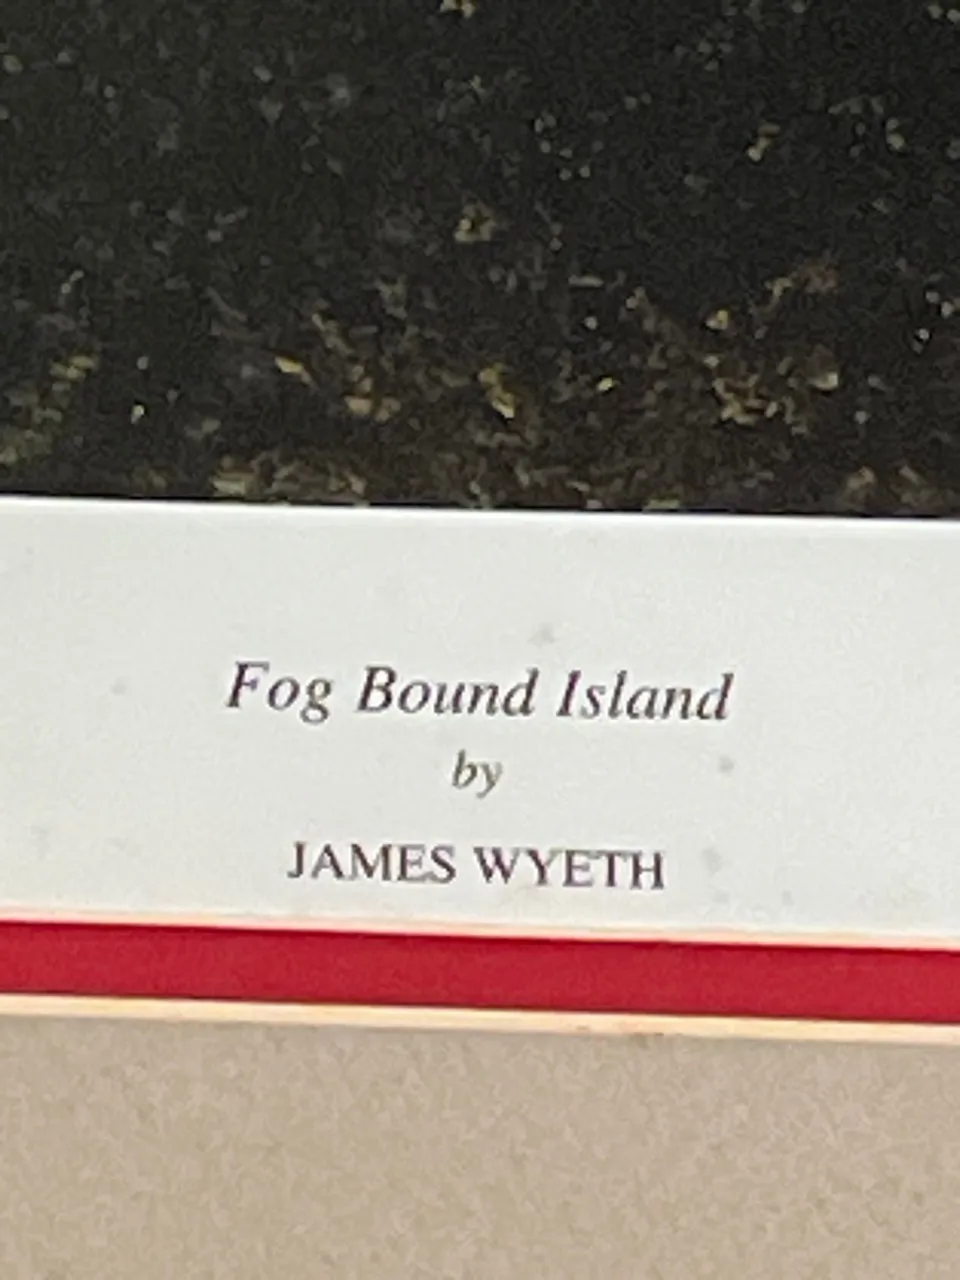 Fog Bound Island
by
JAMES WYETH